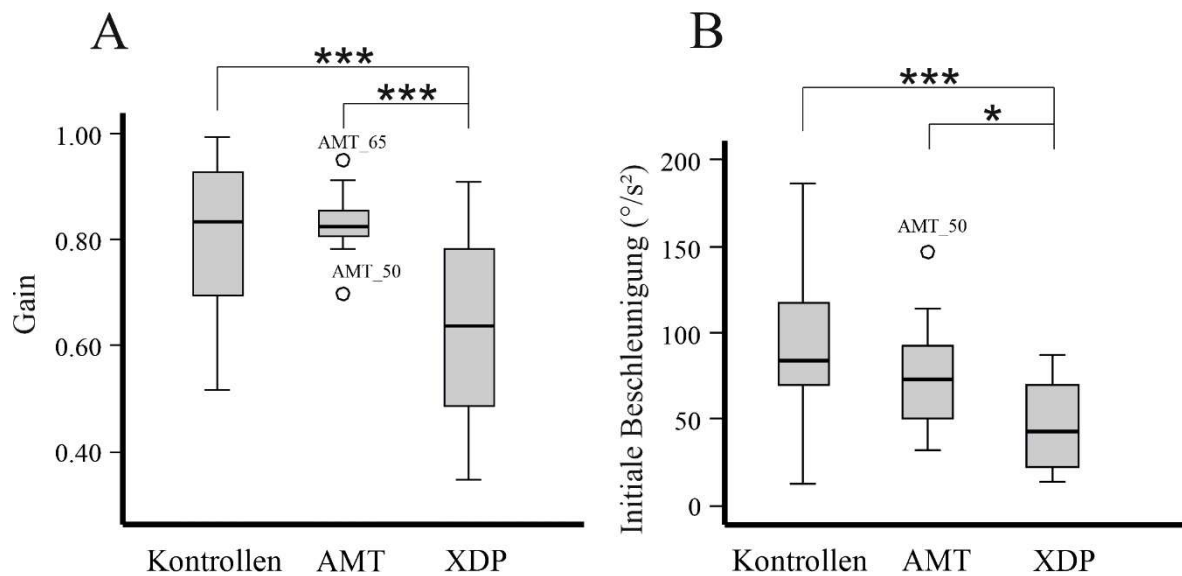 A
***
***
AMT_65
AMT_50
1.00
0.80
0.60
0.40
Gain
Kontrollen AMT XDP
B
***
*
AMT_50
200
150
100
50
0
Initiale Beschleunigung (°/s²)
Kontrollen AMT XDP